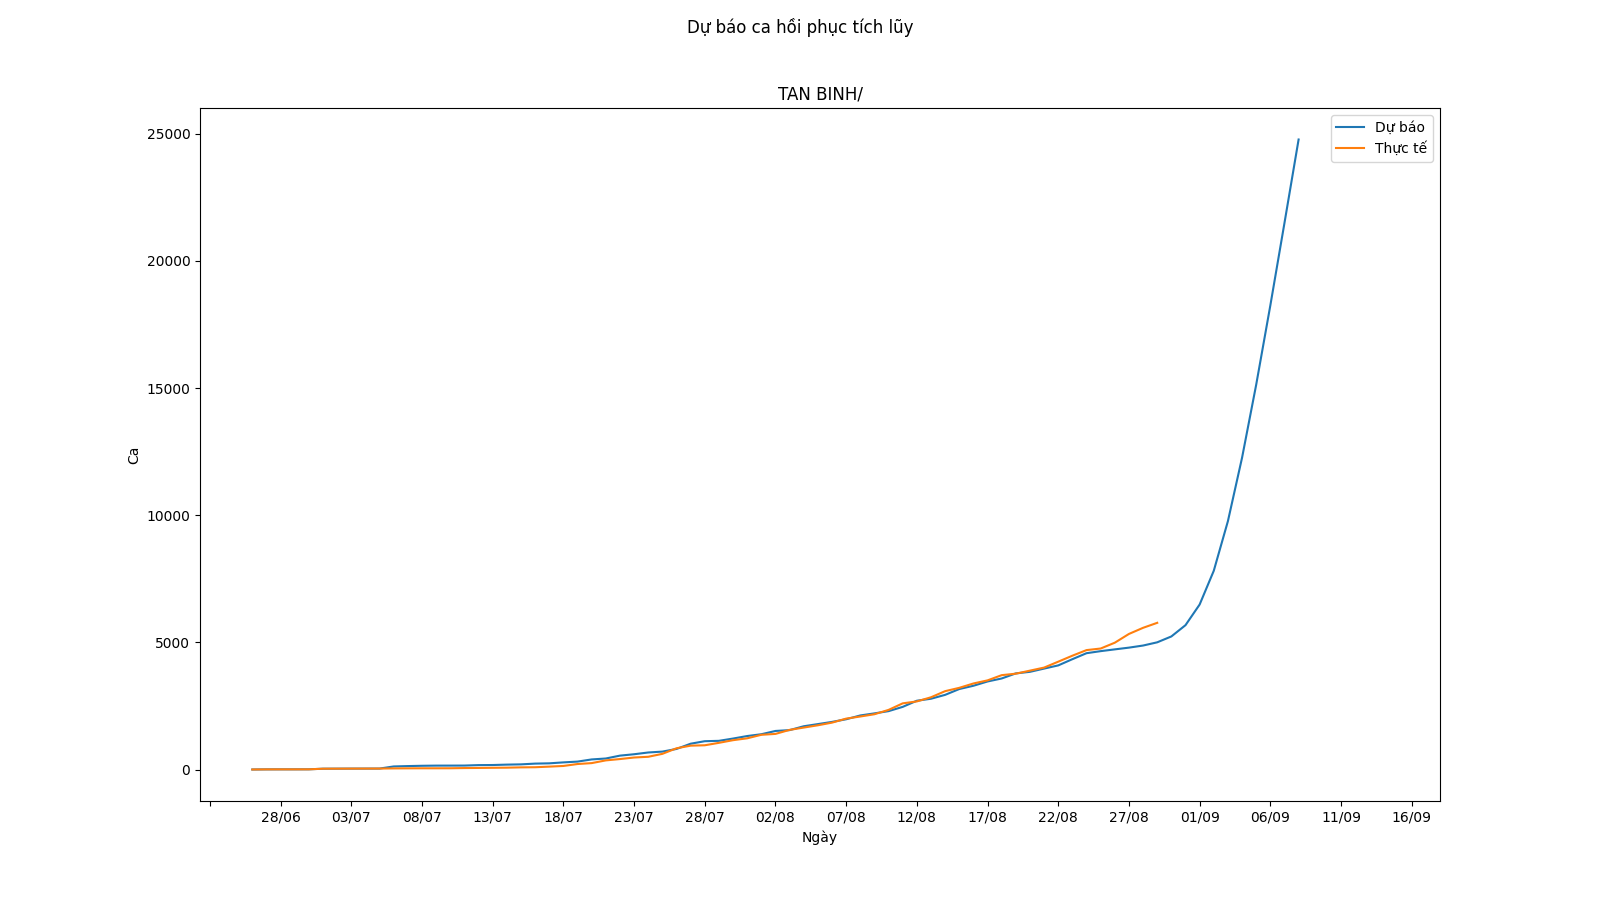 Dự báo ca hồi phục tích lũy
TAN BINH/
25000
20000
15000
10000
5000
0
Ca
Dự báo
Thực tế
28/06 03/07 08/07 13/07 18/07 23/07 28/07 02/08 07/08 12/08 17/08 22/08 27/08 01/09 06/09 11/09 16/09
Ngày